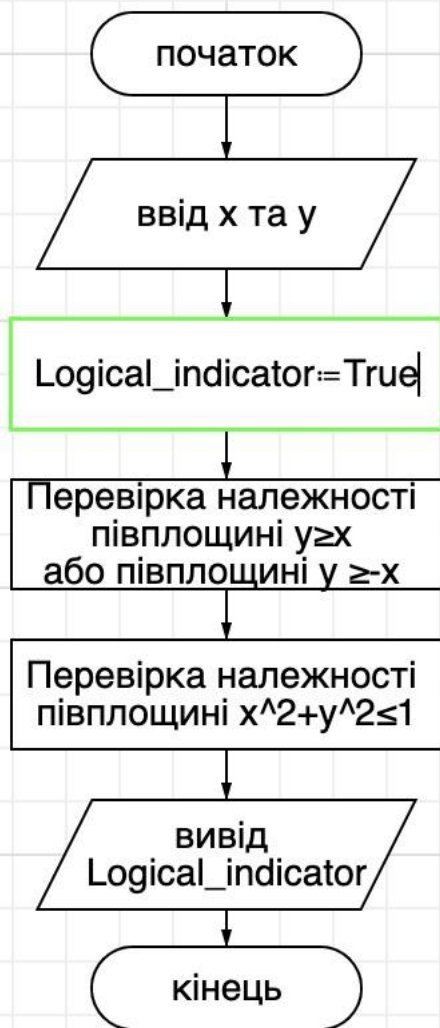 початок
ввід x та y
Logical_indicator:=True
Перевірка належності
півплощині y≥x
або півплощині y ≥-x
Перевірка належності
півплощині x^2+y^2≤1
вивід
Logical_indicator
кінець